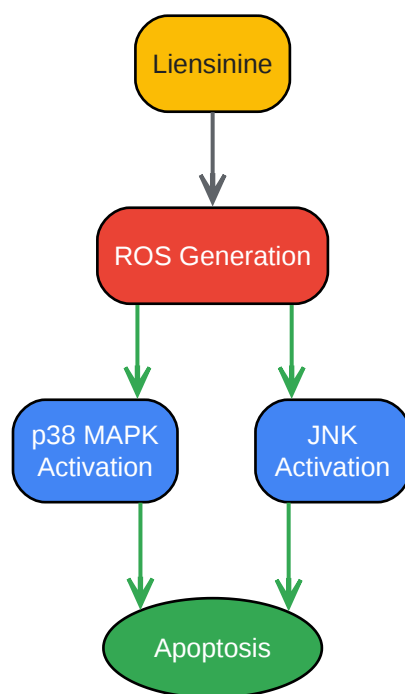 Liensinine
ROS Generation
p38 MAPK
Activation
JNK
Activation
Apoptosis